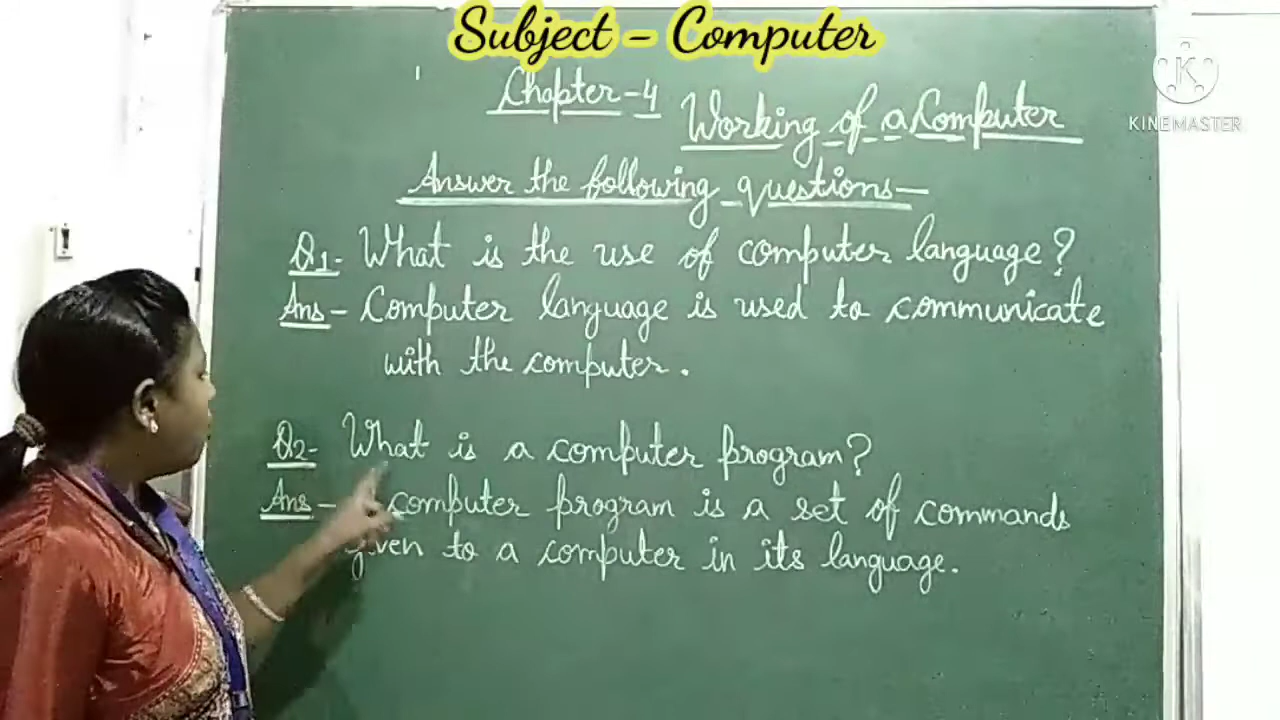 Subject - Computer
KINEMASTER
Chapter-4 Working of a Computer
Answer the following questions—
Q1- What is the use of computer language?
Ans- Computer language is used to communicate
with the computer.
Q2- What is a computer program?
Ans- computer program is a set of commands
given to a computer in its language.